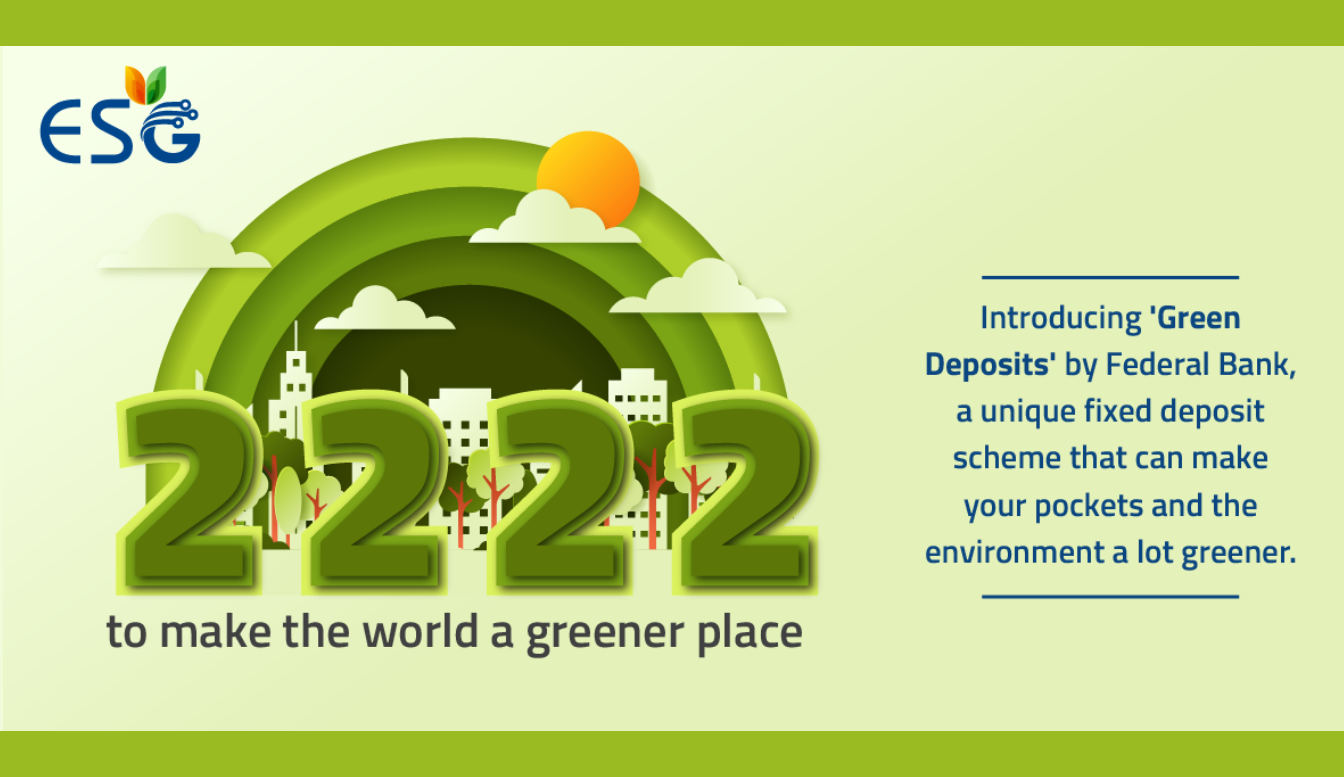 ESG
2222
to make the world a greener place
Introducing 'Green
Deposits' by Federal Bank,
a unique fixed deposit
scheme that can make
your pockets and the
environment a lot greener.